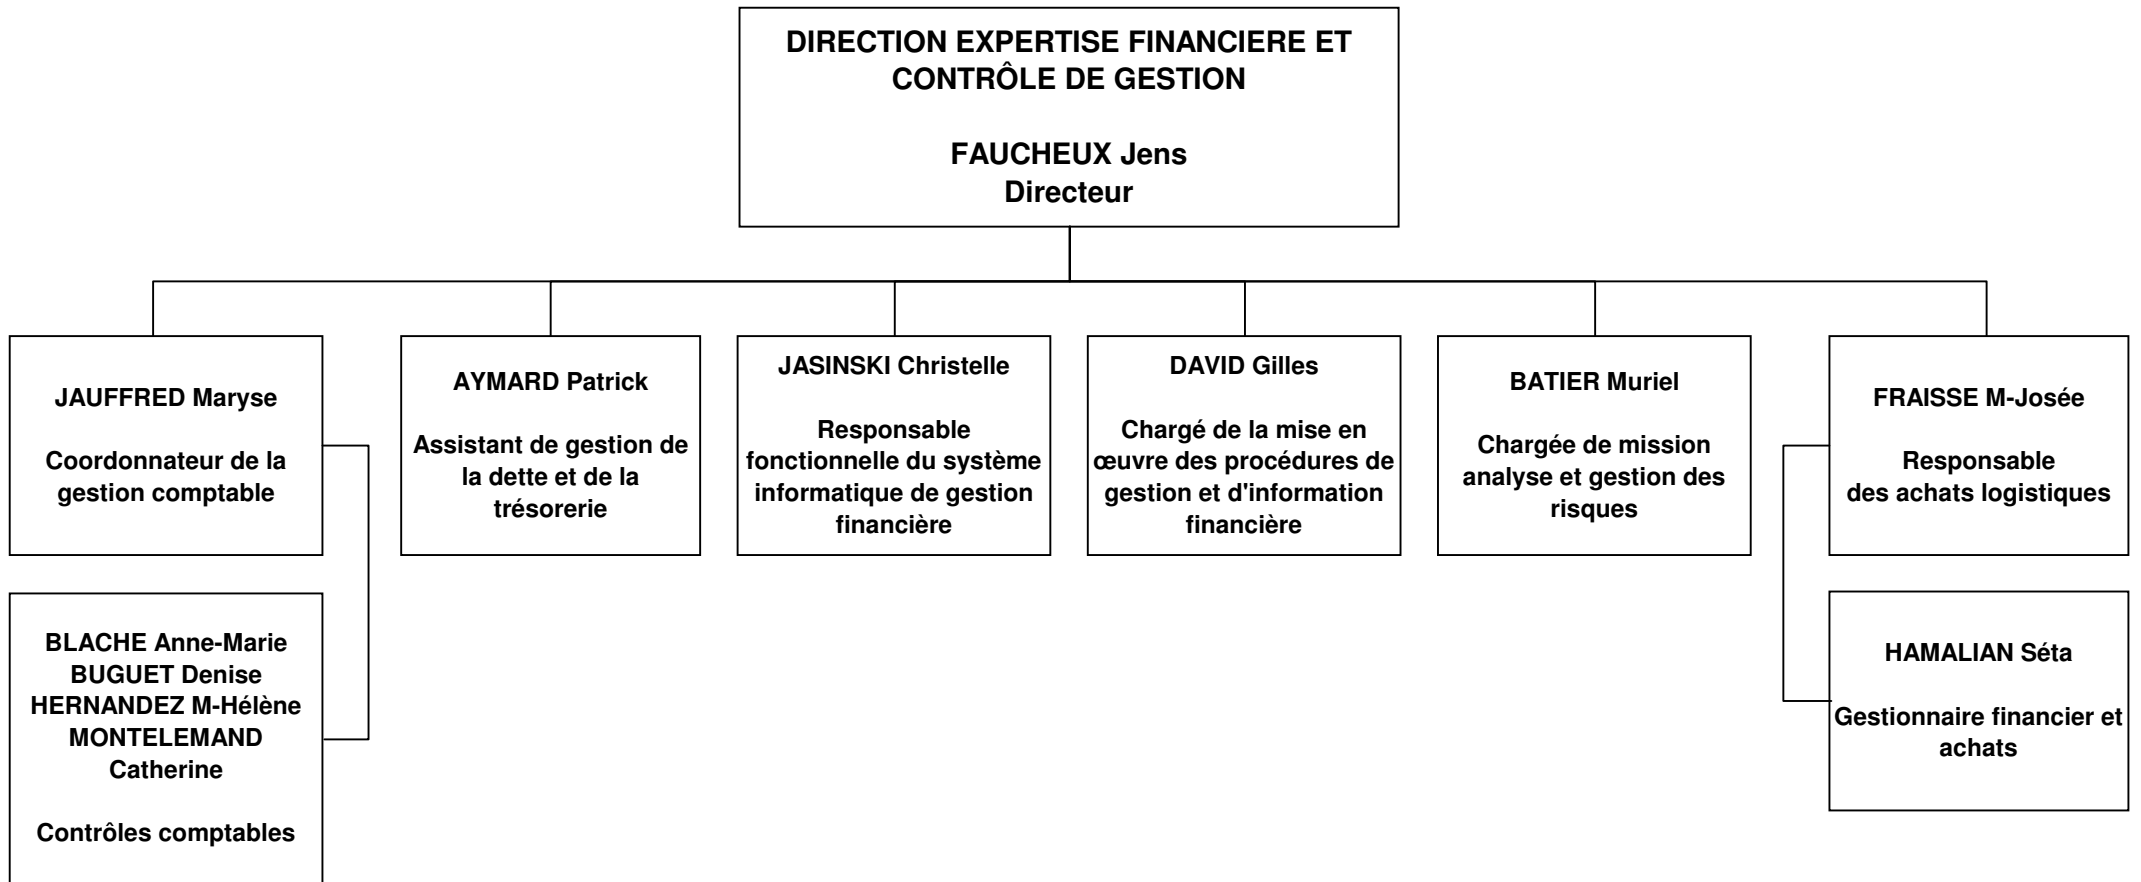 DIRECTION EXPERTISE FINANCIERE ET
CONTRÔLE DE GESTION
FAUCHEUX Jens
Directeur
JAUFFRED Maryse
Coordonnateur de la
gestion comptable
AYMARD Patrick
Assistant de gestion de
la dette et de la
trésorerie
JASINSKI Christelle
Responsable
fonctionnelle du système
informatique de gestion
financière
DAVID Gilles
Chargé de la mise en
œuvre des procédures de
gestion et d'information
financière
BATIER Muriel
Chargée de mission
analyse et gestion des
risques
FRAISSE M-Josée
Responsable
des achats logistiques
BLACHE Anne-Marie
BUGUET Denise
HERNANDEZ M-Hélène
MONTELEMAND
Catherine
Contrôles comptables
HAMALIAN Séta
Gestionnaire financier et
achats